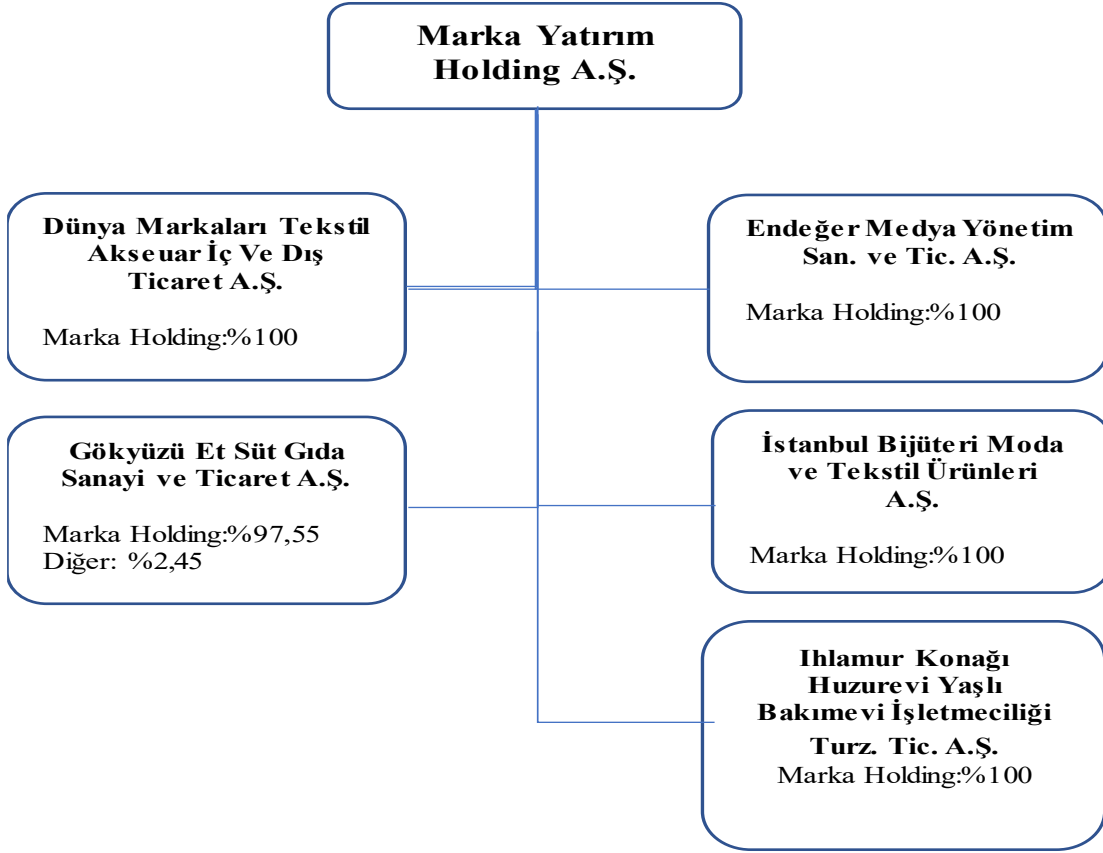 Marka Yatırım
Holding A.Ş.
Dünya Markaları Tekstil
Akseuar İç Ve Dış
Ticaret A.Ş.
Marka Holding:%100
Endeğer Medya Yönetim
San. ve Tic. A.Ş.
Marka Holding:%100
Gökyüzü Et Süt Gıda
Sanayi ve Ticaret A.Ş.
Marka Holding:%97,55
Diğer: %2,45
İstanbul Bijüteri Moda
ve Tekstil Ürünleri
A.Ş.
Marka Holding:%100
Ihlamur Konağı
Huzurevi Yaşlı
Bakımevi İşletmeciliği
Turz. Tic. A.Ş.
Marka Holding:%100